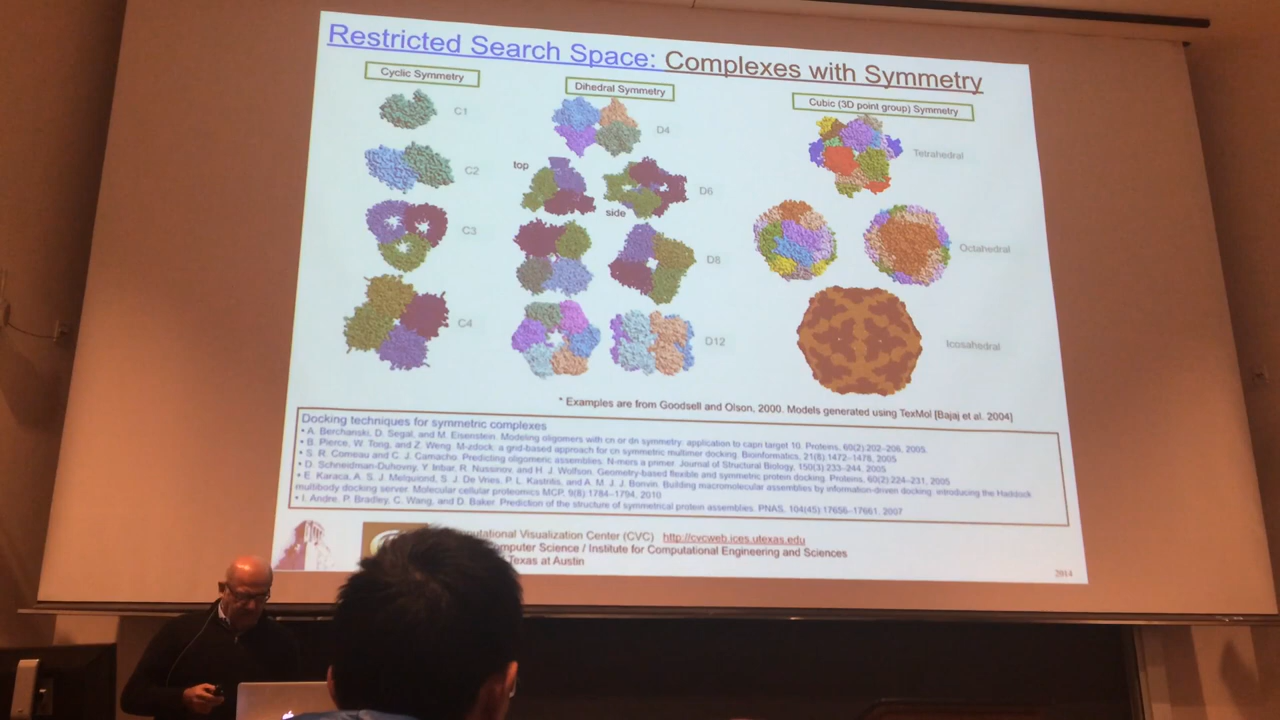 Restricted Search Space: Complexes with Symmetry
Cyclic Symmetry
C1
C2
C3
C4
Dihedral Symmetry
D4
top
side
D6
D8
D12
Cubic (3D point group) Symmetry
Tetrahedral
Octahedral
Icosahedral
* Examples are from Goodsell and Olson, 2000. Models generated using TexMol [Bajaj et al. 2004]
Docking techniques for symmetric complexes
• A. Berchanski, D. Segal, and M. Eisenstein. Modeling oligomers with cn or dn symmetry: application to capri target 10. Proteins, 60(2):202–206, 2005.
• B. Pierce, W. Tong, and Z. Weng. M-zdock: a grid-based approach for cn symmetric multimer docking. Bioinformatics, 21(8):1472–1478, 2005
• S. R. Comeau and C. J. Camacho. Predicting oligomeric assemblies: N-mers a primer. Journal of Structural Biology, 150(3):233–244, 2005
• D. Schneidman-Duhovny, Y. Inbar, R. Nussinov, and H. J. Wolfson. Geometry-based flexible and symmetric protein docking. Proteins, 60(2):224–231, 2005
• E. Karaca, A. S. J. Melquiond, S. J. De Vries, P. L. Kastritis, and A. M. J. J. Bonvin. Building macromolecular assemblies by information-driven docking: introducing the Haddock
multibody docking server. Molecular cellular proteomics MCP, 9(8):1784–1794, 2010
• I. Andre, P. Bradley, C. Wang, and D. Baker. Prediction of the structure of symmetrical protein assemblies. PNAS, 104(45):17656–17661, 2007
utational Visualization Center (CVC) http://cvcweb.ices.utexas.edu
omputer Science / Institute for Computational Engineering and Sciences
Texas at Austin
2014